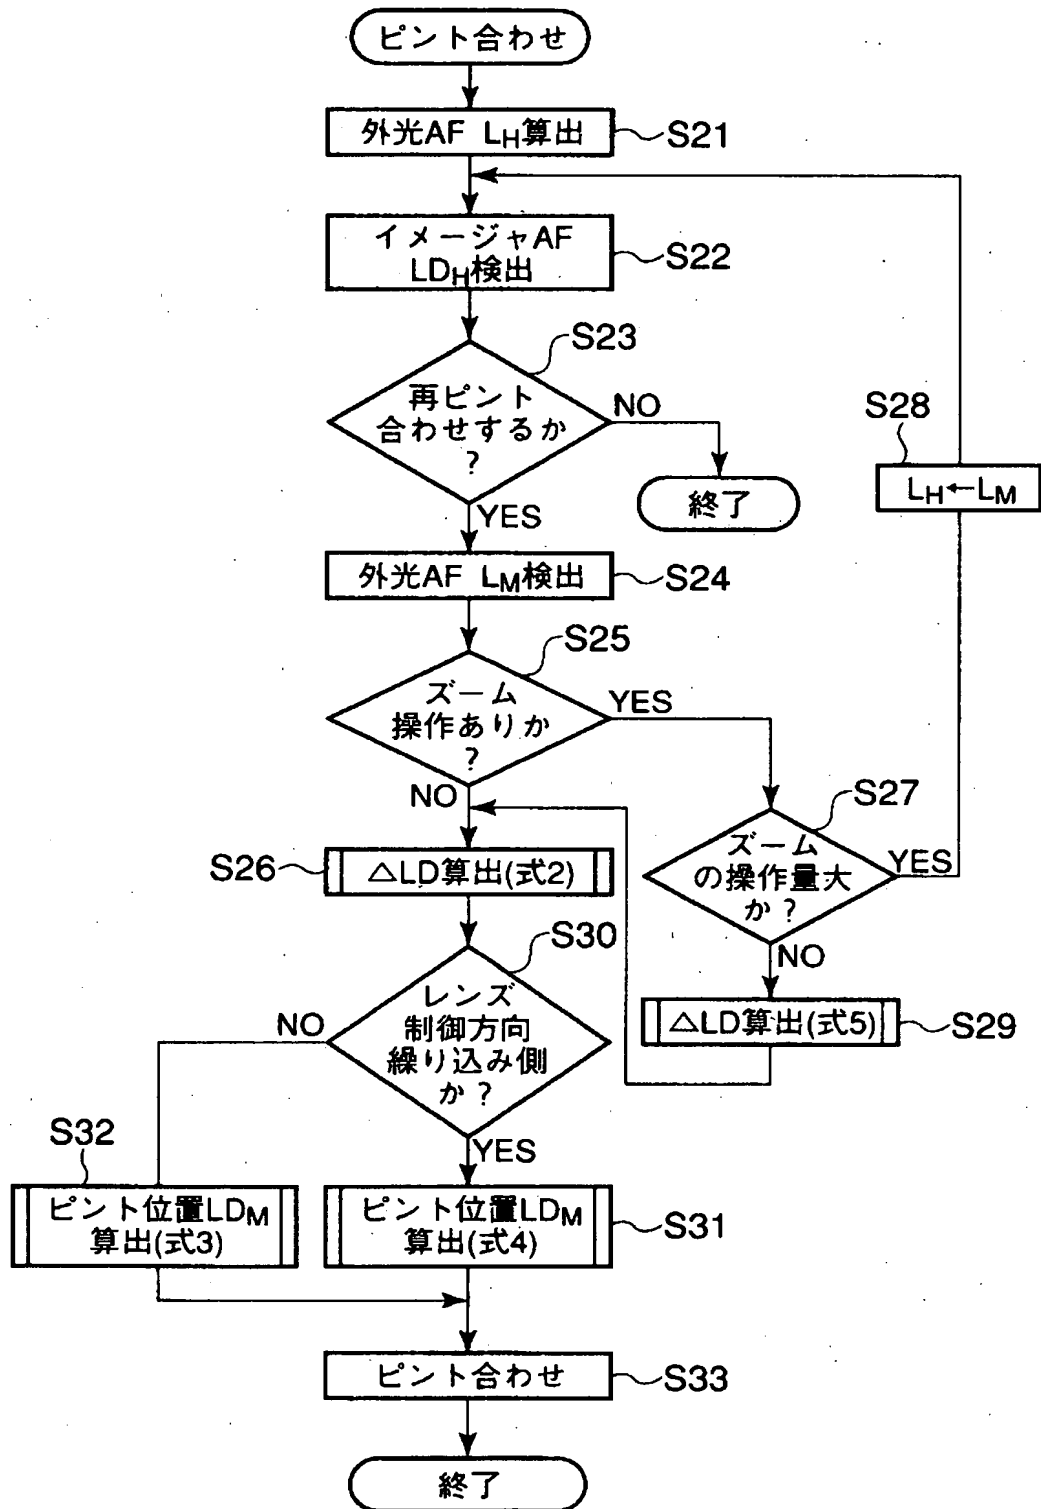 ピント合わせ
外光AF LH算出
S21
イメージャAF
LDH検出
S22
S23
再ピント
合わせするか
?
NO
終了
S28
LH←LM
YES
外光AF LM検出
S24
S25
ズーム
操作ありか
?
YES
NO
S27
ズーム
の操作量大
か?
YES
S26
△LD算出(式2)
NO
S30
レンズ
制御方向
繰り込み側
か?
NO
△LD算出(式5)
S29
S32
YES
ピント位置LDM
算出(式3)
ピント位置LDM
算出(式4)
S31
ピント合わせ
S33
終了